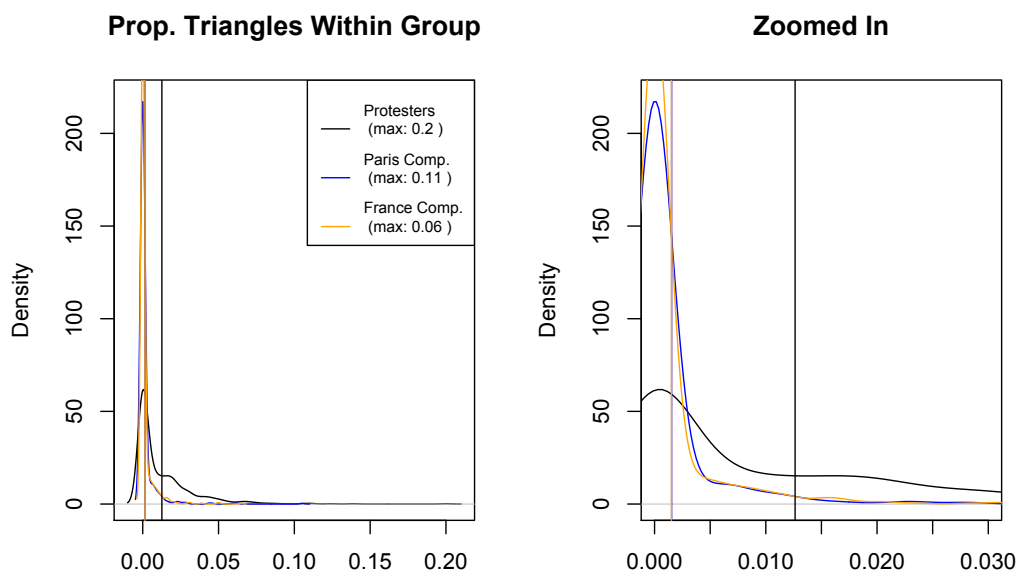 Prop. Triangles Within Group
Density
0 50 100 150 200
0.00 0.05 0.10 0.15 0.20
Protesters
(max: 0.2 )
Paris Comp.
(max: 0.11 )
France Comp.
(max: 0.06 )
Zoomed In
Density
0 50 100 150 200
0.000 0.010 0.020 0.030